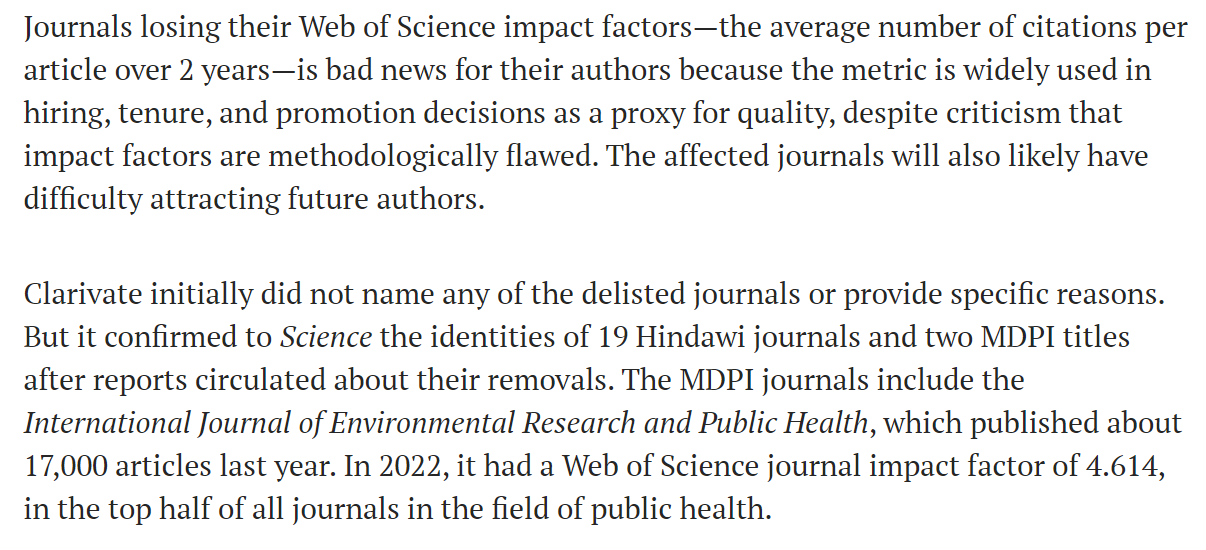 Journals losing their Web of Science impact factors—the average number of citations per
article over 2 years—is bad news for their authors because the metric is widely used in
hiring, tenure, and promotion decisions as a proxy for quality, despite criticism that
impact factors are methodologically flawed. The affected journals will also likely have
difficulty attracting future authors.
Clarivate initially did not name any of the delisted journals or provide specific reasons.
But it confirmed to Science the identities of 19 Hindawi journals and two MDPI titles
after reports circulated about their removals. The MDPI journals include the
International Journal of Environmental Research and Public Health, which published about
17,000 articles last year. In 2022, it had a Web of Science journal impact factor of 4.614,
in the top half of all journals in the field of public health.